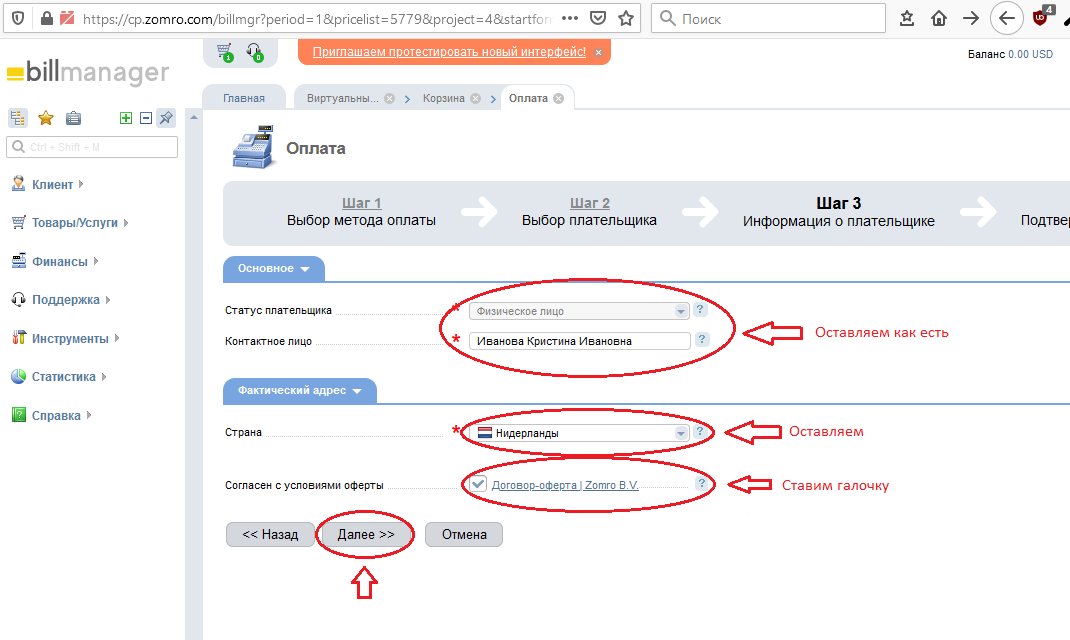 https://cp.zomro.com/billmgr?period=1&pricelist=5779&project=4&startform
Поиск
4
billmanager
1
0
Приглашаем протестировать новый интерфейс!
Баланс 0.00 USD
Главная
Виртуальны...
Корзина
Оплата
Ctrl + Shift + M
Оплата
Клиент
Товары/Услуги
Финансы
Поддержка
Инструменты
Статистика
Справка
Шаг 1
Выбор метода оплаты
Шаг 2
Выбор плательщика
Шаг 3
Информация о плательщике
Подтвер
Основное
Статус плательщика * Физическое лицо ?
Контактное лицо * Иванова Кристина Ивановна ?
Оставляем как есть
Фактический адрес
Страна * Нидерланды ?
Оставляем
Согласен с условиями оферты Договор-оферта | Zomro B.V. ?
Ставим галочку
<< Назад
Далее >>
Отмена